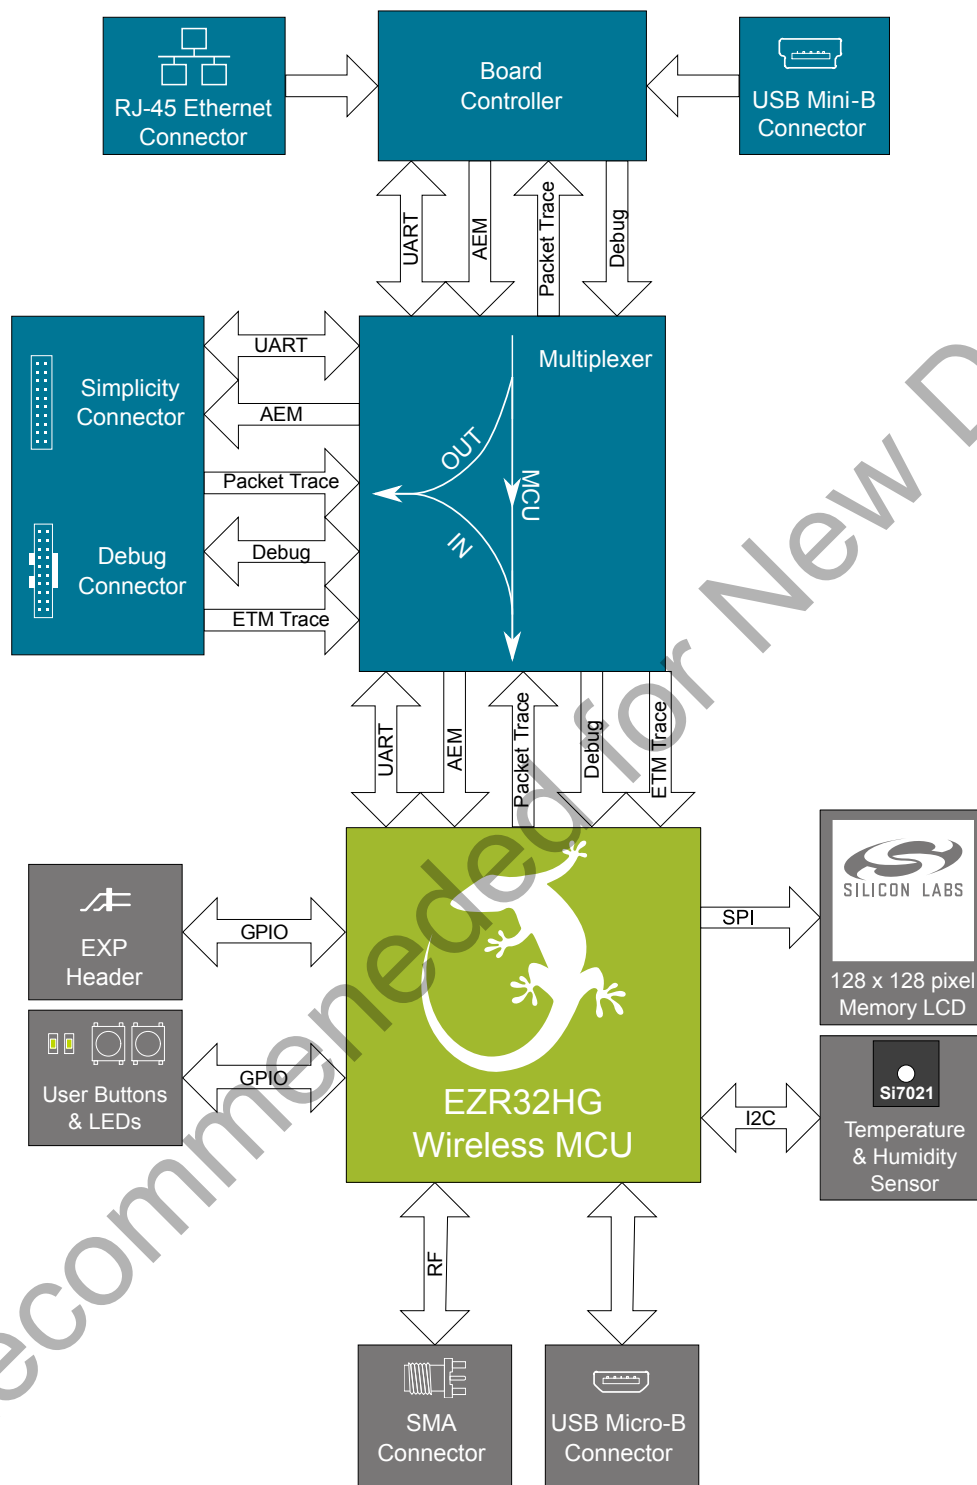 RJ-45 Ethernet
Connector
Board
Controller
USB Mini-B
Connector
UART
AEM
Packet Trace
Debug
Simplicity
Connector
Debug
Connector
UART
AEM
Packet Trace
Debug
ETM Trace
Multiplexer
OUT
MCU
IN
UART
AEM
Packet Trace
Debug
ETM Trace
EXP
Header
GPIO
User Buttons
& LEDs
GPIO
EZR32HG
Wireless MCU
SPI
SILICON LABS
128 x 128 pixel
Memory LCD
I2C
Si7021
Temperature
& Humidity
Sensor
RF
SMA
Connector
USB Micro-B
Connector
ecommeneded for New D